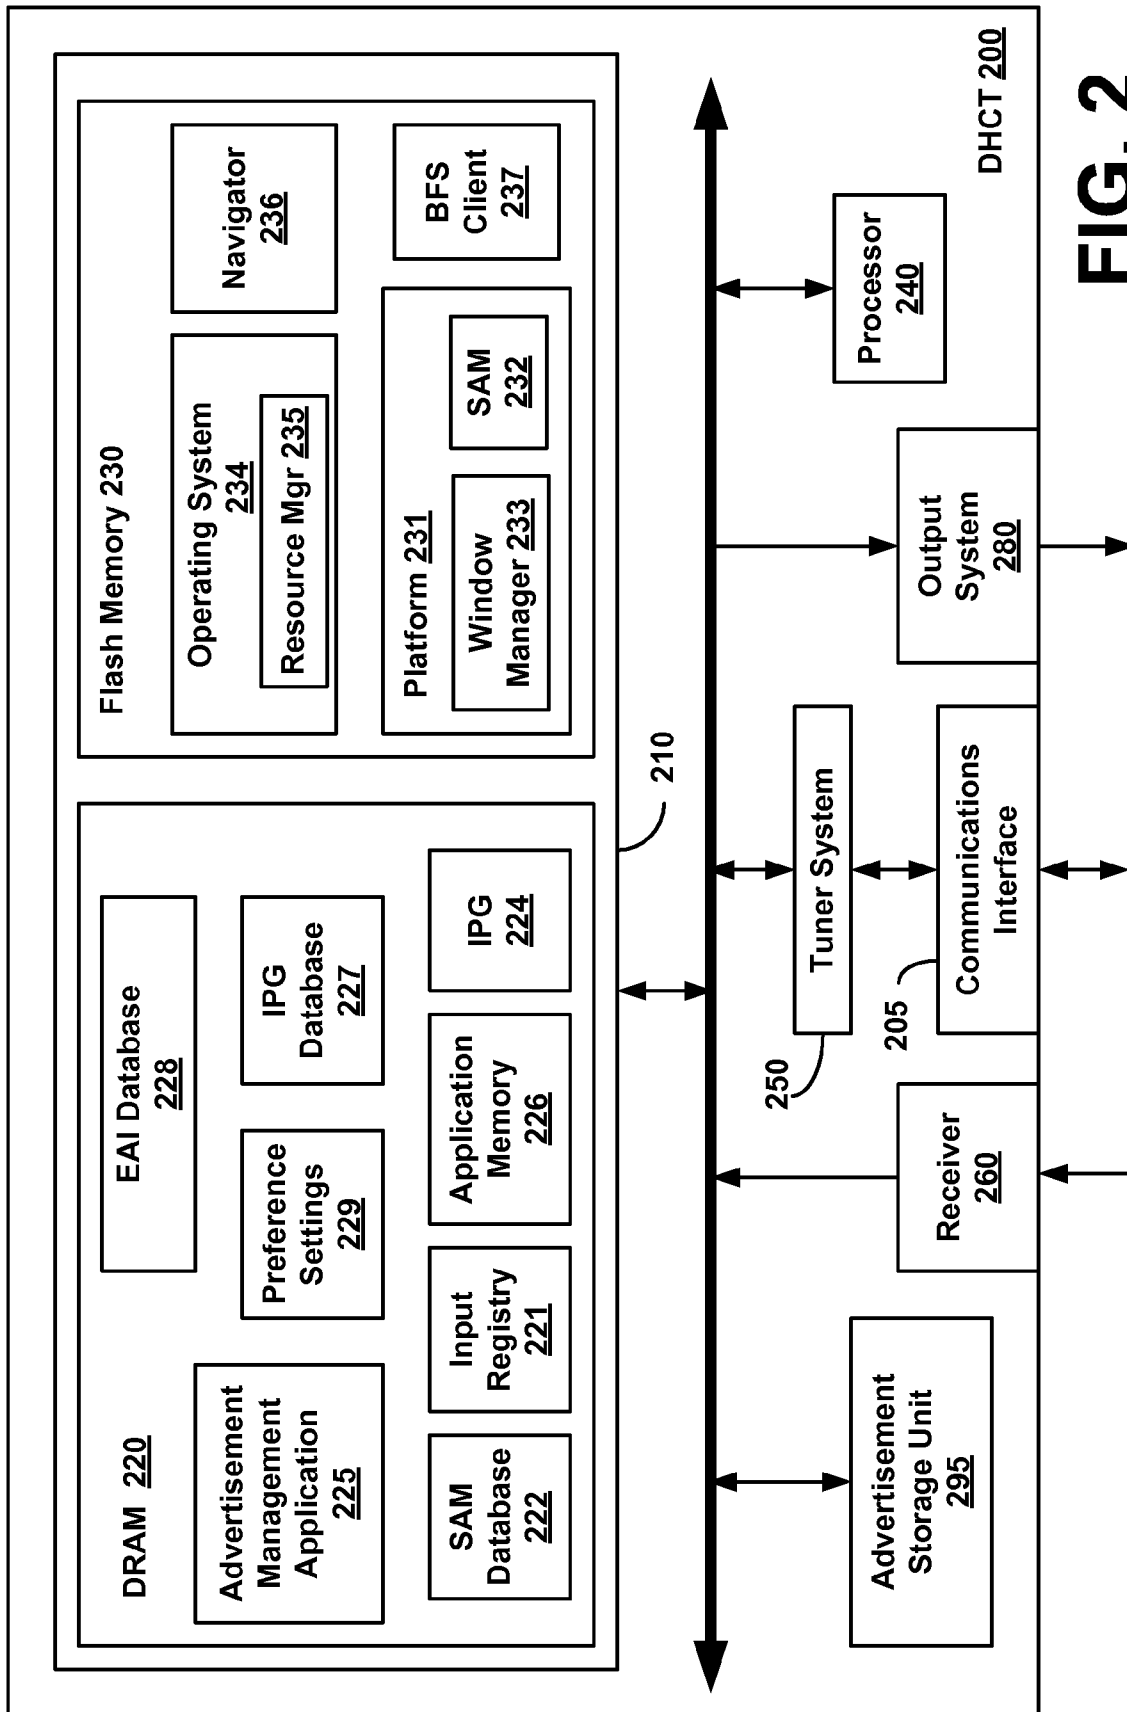 DRAM 220
EAI Database
228
Advertisement
Management
Application
225
Preference
Settings
229
IPG
Database
227
SAM
Database
222
Input
Registry
221
Application
Memory
226
IPG
224
Flash Memory 230
Operating System
234
Resource Mgr 235
Navigator
236
Platform 231
Window
Manager 233
SAM
232
BFS
Client
237
210
Advertisement
Storage Unit
295
Receiver
260
250
Tuner System
205
Communications
Interface
Output
System
280
Processor
240
DHCT 200
FIG. 2